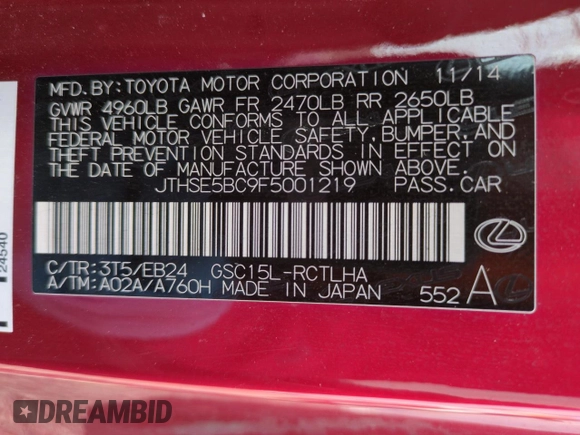 MFD. BY: TOYOTA MOTOR CORPORATION 11/14
GVWR 4960LB GAWR FR 2470LB RR 2650LB
THIS VEHICLE CONFORMS TO ALL APPLICABLE
FEDERAL MOTOR VEHICLE SAFETY, BUMPER, AND
THEFT PREVENTION STANDARDS IN EFFECT ON
THE DATE OF MANUFACTURE SHOWN ABOVE.
JTHSE5BC9F5001219 PASS. CAR
C/TR: 3T5/EB24 GSC15L-RCTLHA
A/TM: A02A/A760H MADE IN JAPAN 552 A
24540
DREAMBID